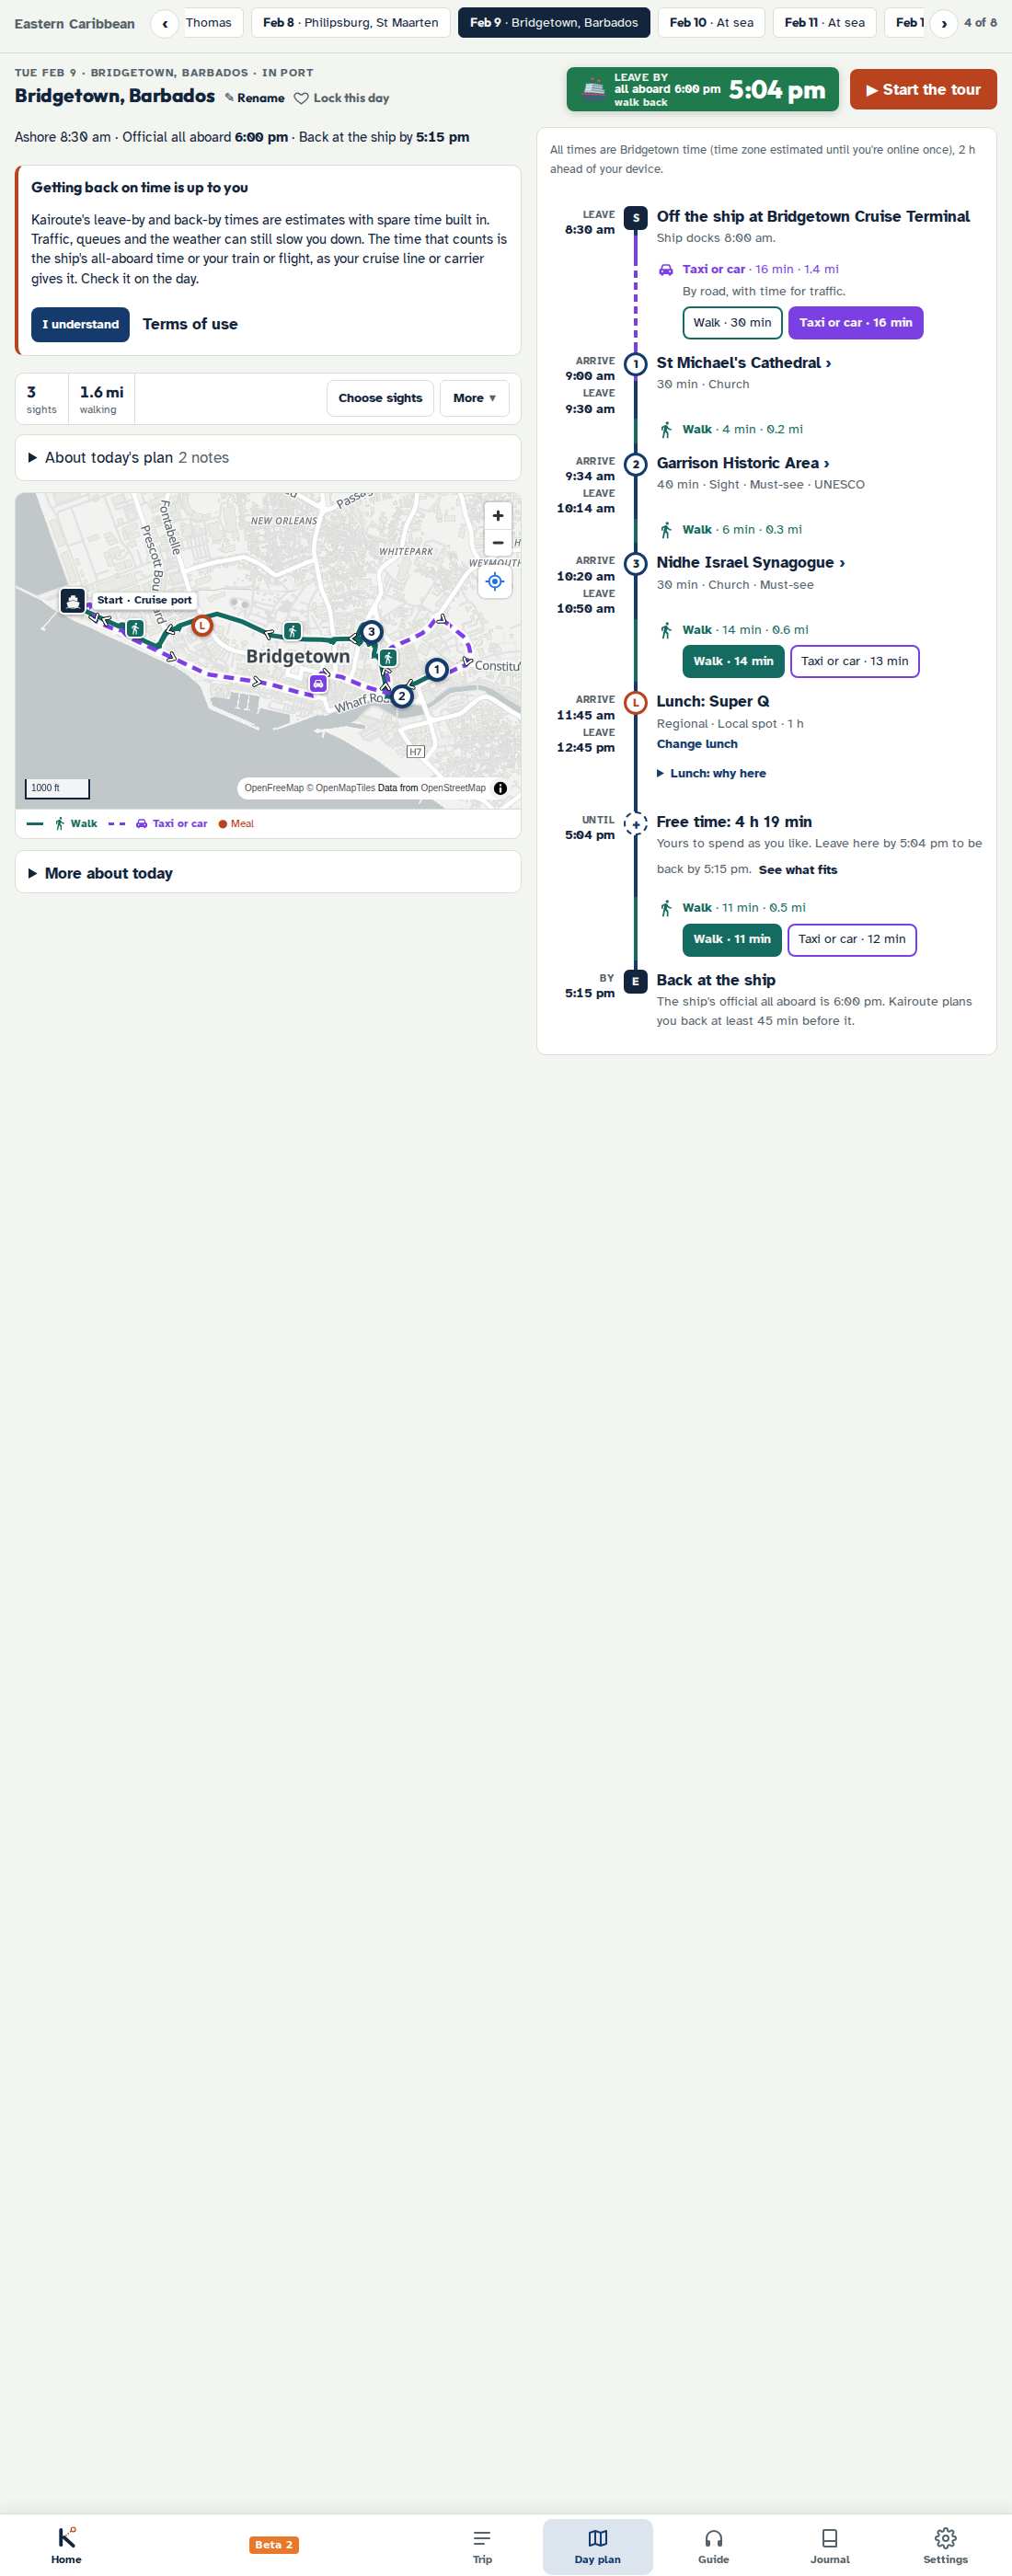 Eastern Caribbean
‹
Thomas
Feb 8 · Philipsburg, St Maarten
Feb 9 · Bridgetown, Barbados
Feb 10 · At sea
Feb 11 · At sea
Feb 1
›
4 of 8
TUE FEB 9 · BRIDGETOWN, BARBADOS · IN PORT
Bridgetown, Barbados
✎ Rename
Lock this day
LEAVE BY
all aboard 6:00 pm
walk back
5:04 pm
▶ Start the tour
Ashore 8:30 am · Official all aboard 6:00 pm · Back at the ship by 5:15 pm
Getting back on time is up to you
Kairoute's leave-by and back-by times are estimates with spare time built in.
Traffic, queues and the weather can still slow you down. The time that counts is
the ship's all-aboard time or your train or flight, as your cruise line or carrier
gives it. Check it on the day.
I understand
Terms of use
3
sights
1.6 mi
walking
Choose sights
More ▼
▶ About today's plan 2 notes
NEW ORLEANS
Fontabelle
Prescott Bou
ard
WHITEPARK
WEYMOUTH
H
+
−
Start · Cruise port
L
3
Bridgetown
1
Constitu
2
Wharf Roa
H7
1000 ft
OpenFreeMap © OpenMapTiles Data from OpenStreetMap
Walk
Taxi or car
Meal
▶ More about today
All times are Bridgetown time (time zone estimated until you're online once), 2 h
ahead of your device.
LEAVE
8:30 am
S
Off the ship at Bridgetown Cruise Terminal
Ship docks 8:00 am.
Taxi or car · 16 min · 1.4 mi
By road, with time for traffic.
Walk · 30 min
Taxi or car · 16 min
ARRIVE
9:00 am
LEAVE
9:30 am
1
St Michael's Cathedral ›
30 min · Church
Walk · 4 min · 0.2 mi
ARRIVE
9:34 am
LEAVE
10:14 am
2
Garrison Historic Area ›
40 min · Sight · Must-see · UNESCO
Walk · 6 min · 0.3 mi
ARRIVE
10:20 am
LEAVE
10:50 am
3
Nidhe Israel Synagogue ›
30 min · Church · Must-see
Walk · 14 min · 0.6 mi
Walk · 14 min
Taxi or car · 13 min
ARRIVE
11:45 am
LEAVE
12:45 pm
L
Lunch: Super Q
Regional · Local spot · 1 h
Change lunch
▶ Lunch: why here
UNTIL
5:04 pm
+
Free time: 4 h 19 min
Yours to spend as you like. Leave here by 5:04 pm to be
back by 5:15 pm. See what fits
Walk · 11 min · 0.5 mi
Walk · 11 min
Taxi or car · 12 min
BY
5:15 pm
E
Back at the ship
The ship's official all aboard is 6:00 pm. Kairoute plans
you back at least 45 min before it.
Home
Beta 2
Trip
Day plan
Guide
Journal
Settings